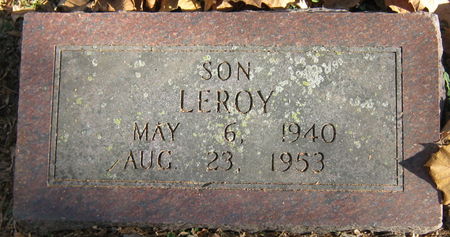 SON
LEROY
MAY 6, 1940
AUG. 23, 1953